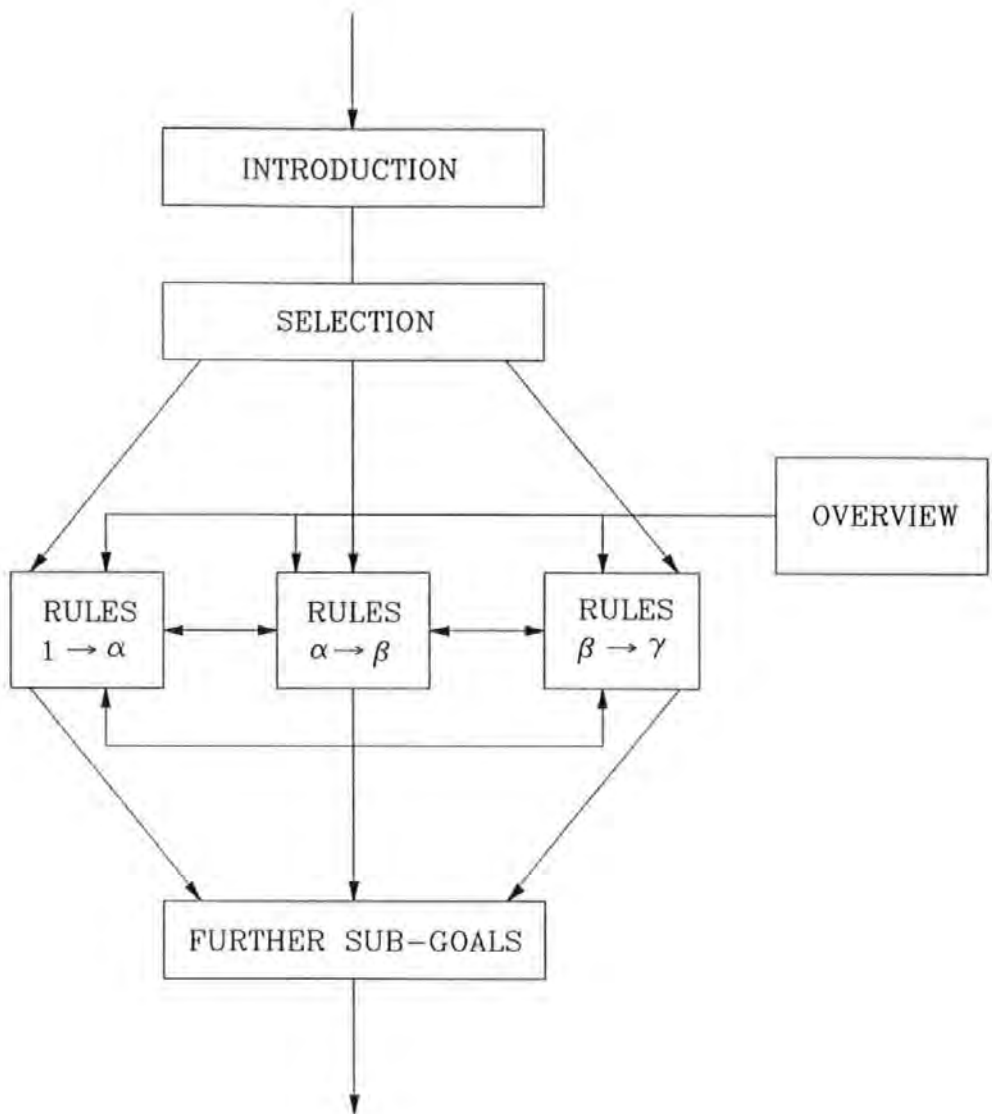 INTRODUCTION
SELECTION
OVERVIEW
RULES
1 → α
RULES
α → β
RULES
β → γ
FURTHER SUB-GOALS